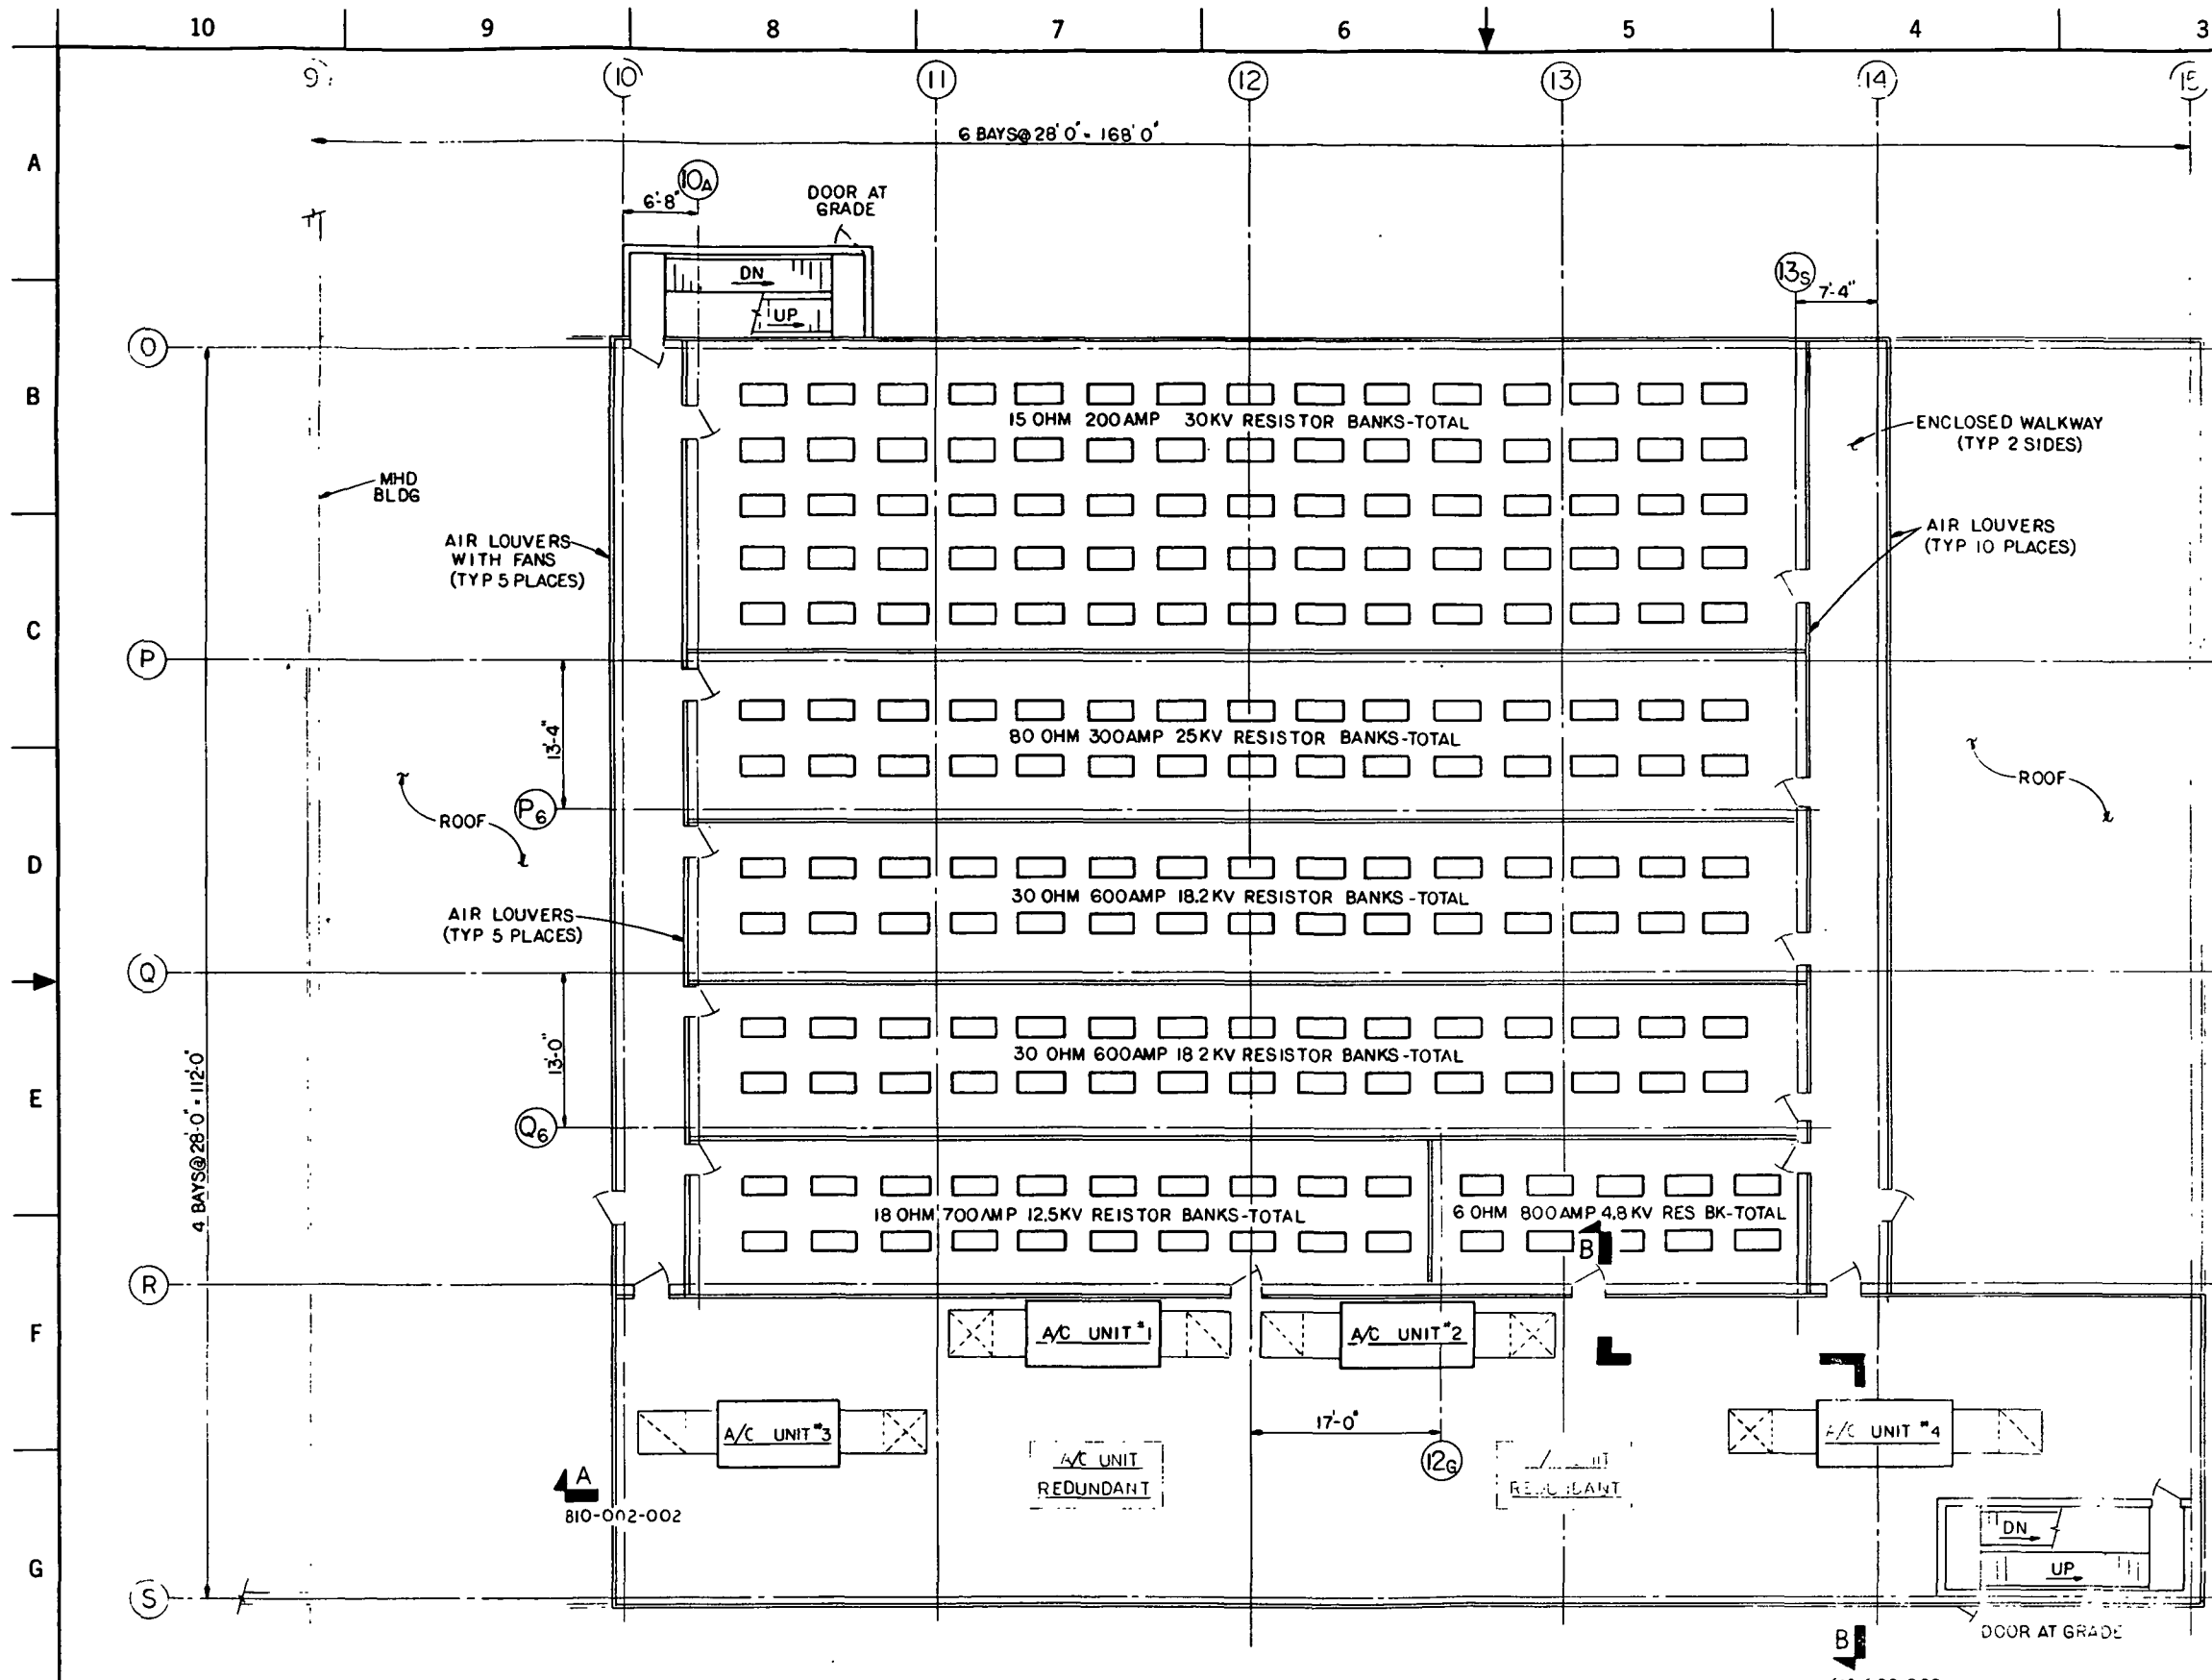 10 9 8 7 6 5 4 3
9 10 11 12 13 14 15
6 BAYS@28'0" = 168'0"
A
10A
6'-8"
DOOR AT
GRADE
DN
UP
13S
7'-4"
O
B
15 OHM 200AMP 30KV RESISTOR BANKS-TOTAL
ENCLOSED WALKWAY
(TYP 2 SIDES)
MHD
BLDG
AIR LOUVERS
WITH FANS
(TYP 5 PLACES)
AIR LOUVERS
(TYP 10 PLACES)
C
P
13'-4"
80 OHM 300AMP 25KV RESISTOR BANKS-TOTAL
ROOF
P6
ROOF
D
30 OHM 600AMP 18.2KV RESISTOR BANKS-TOTAL
AIR LOUVERS
(TYP 5 PLACES)
Q
13'-0"
30 OHM 600AMP 18 2KV RESISTOR BANKS-TOTAL
E
4 BAYS@28'-0" = 112'-0"
Q6
18 OHM 700AMP 12.5KV REISTOR BANKS-TOTAL
6 OHM 800AMP 4.8KV RES BK-TOTAL
B
R
F
A/C UNIT #1
A/C UNIT #2
A/C UNIT #3
17'-0"
A/C UNIT #4
A/C UNIT
REDUNDANT
12G
REDUNDANT
A
810-002-002
DN
UP
G
S
DOOR AT GRADE
B